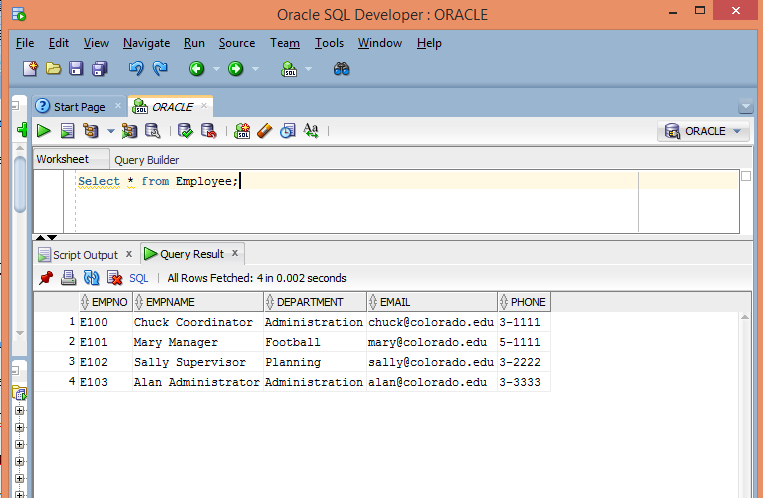 Oracle SQL Developer : ORACLE
File Edit View Navigate Run Source Team Tools Window Help
Start Page ORACLE
ORACLE
Worksheet Query Builder
Select * from Employee;
Script Output x Query Result x
SQL | All Rows Fetched: 4 in 0.002 seconds
EMPNO EMPNAME DEPARTMENT EMAIL PHONE
1 E100 Chuck Coordinator Administration chuck@colorado.edu 3-1111
2 E101 Mary Manager Football mary@colorado.edu 5-1111
3 E102 Sally Supervisor Planning sally@colorado.edu 3-2222
4 E103 Alan Administrator Administration alan@colorado.edu 3-3333